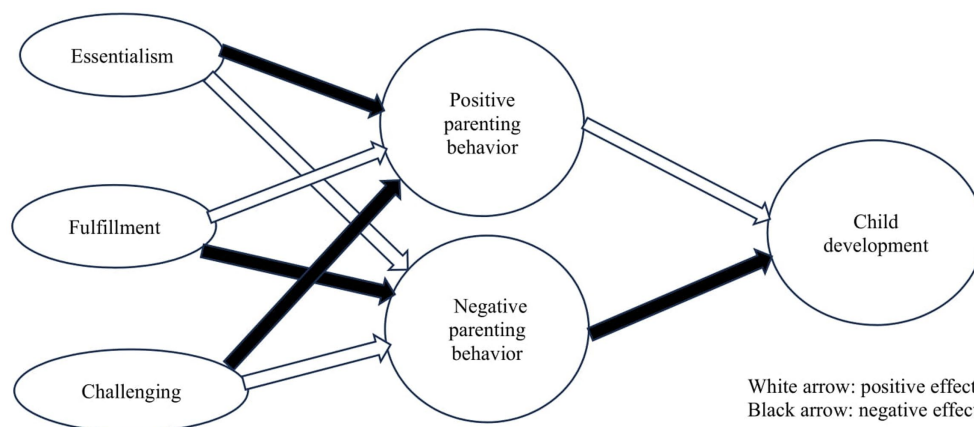 Essentialism
Positive
parenting
behavior
Fulfillment
Child
development
Negative
parenting
behavior
Challenging
White arrow: positive effect
Black arrow: negative effect